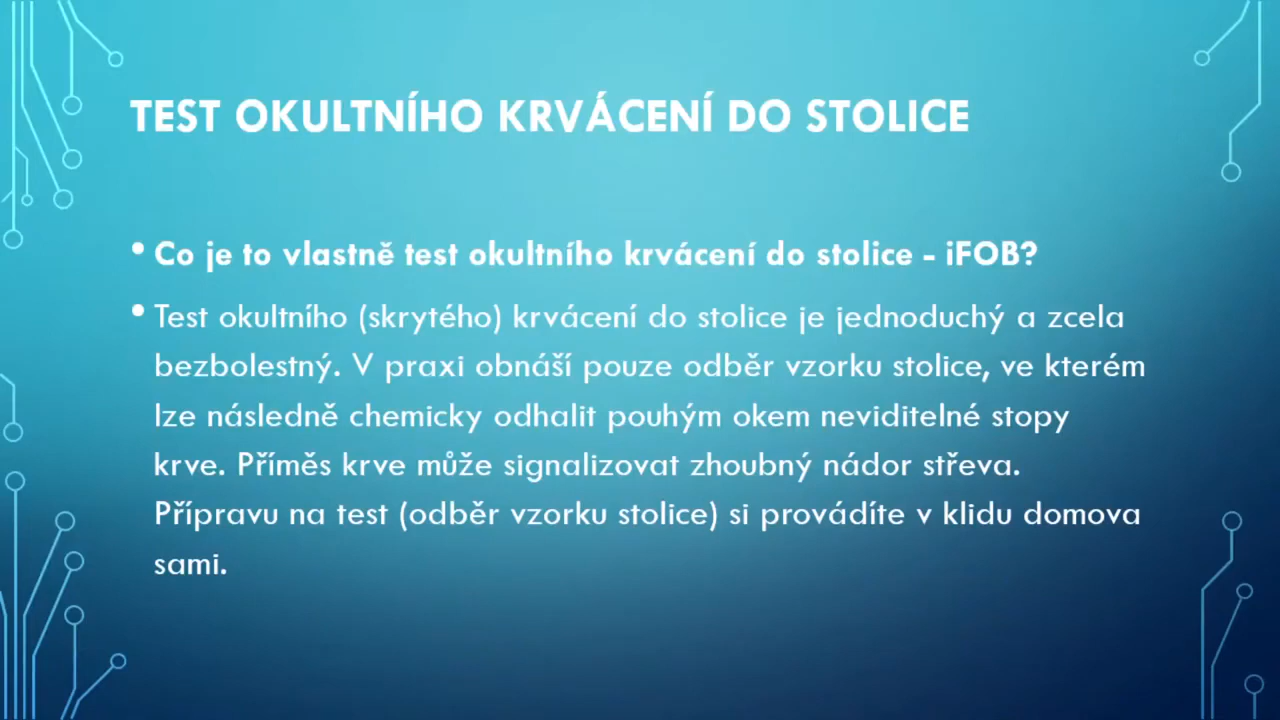 TEST OKULTNÍHO KRVÁCENÍ DO STOLICE
• Co je to vlastně test okultního krvácení do stolice - iFOB?
• Test okultního (skrytého) krvácení do stolice je jednoduchý a zcela
bezbolestný. V praxi obnáší pouze odběr vzorku stolice, ve kterém
lze následně chemicky odhalit pouhým okem neviditelné stopy
krve. Příměs krve může signalizovat zhoubný nádor střeva.
Přípravu na test (odběr vzorku stolice) si provádíte v klidu domova
sami.